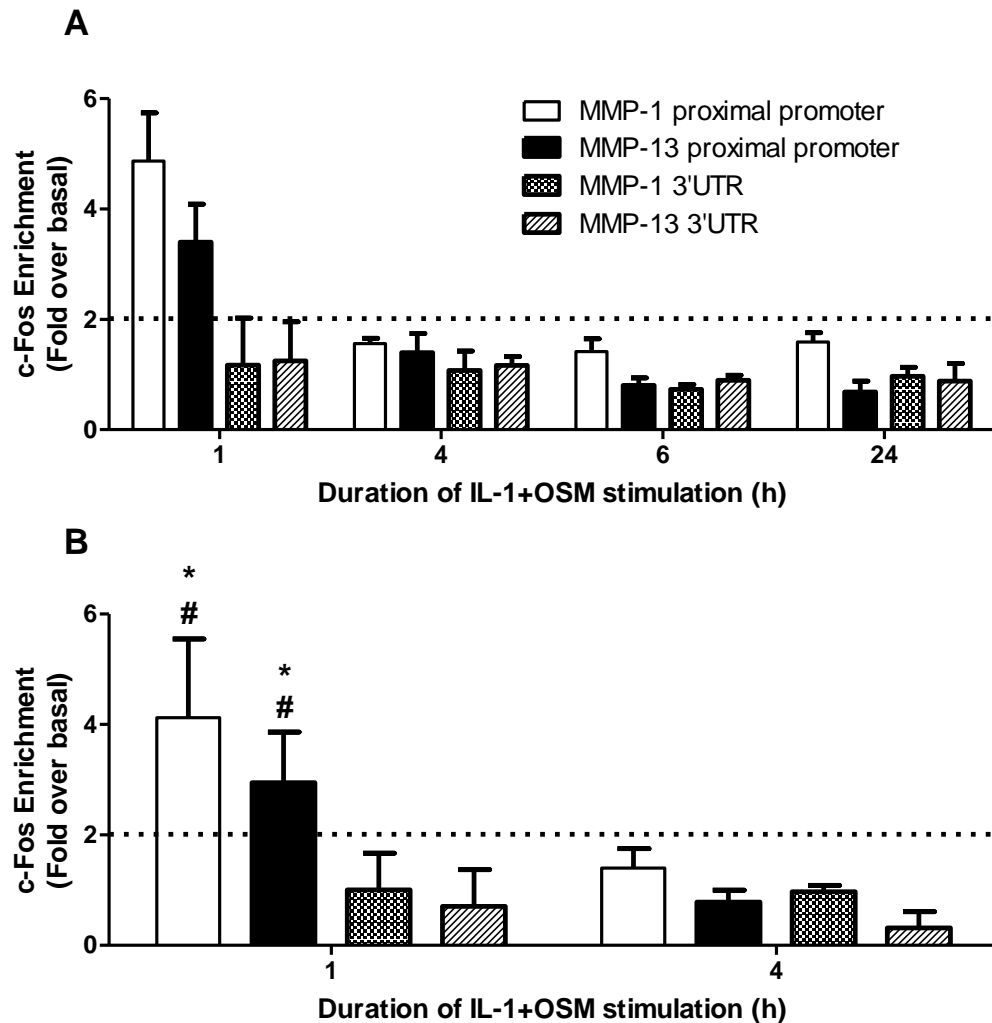 A
6
4
2
0
c-Fos Enrichment
(Fold over basal)
MMP-1 proximal promoter
MMP-13 proximal promoter
MMP-1 3'UTR
MMP-13 3'UTR
1 4 6 24
Duration of IL-1+OSM stimulation (h)
B
6
4
2
0
c-Fos Enrichment
(Fold over basal)
*
#
*
#
1 4
Duration of IL-1+OSM stimulation (h)